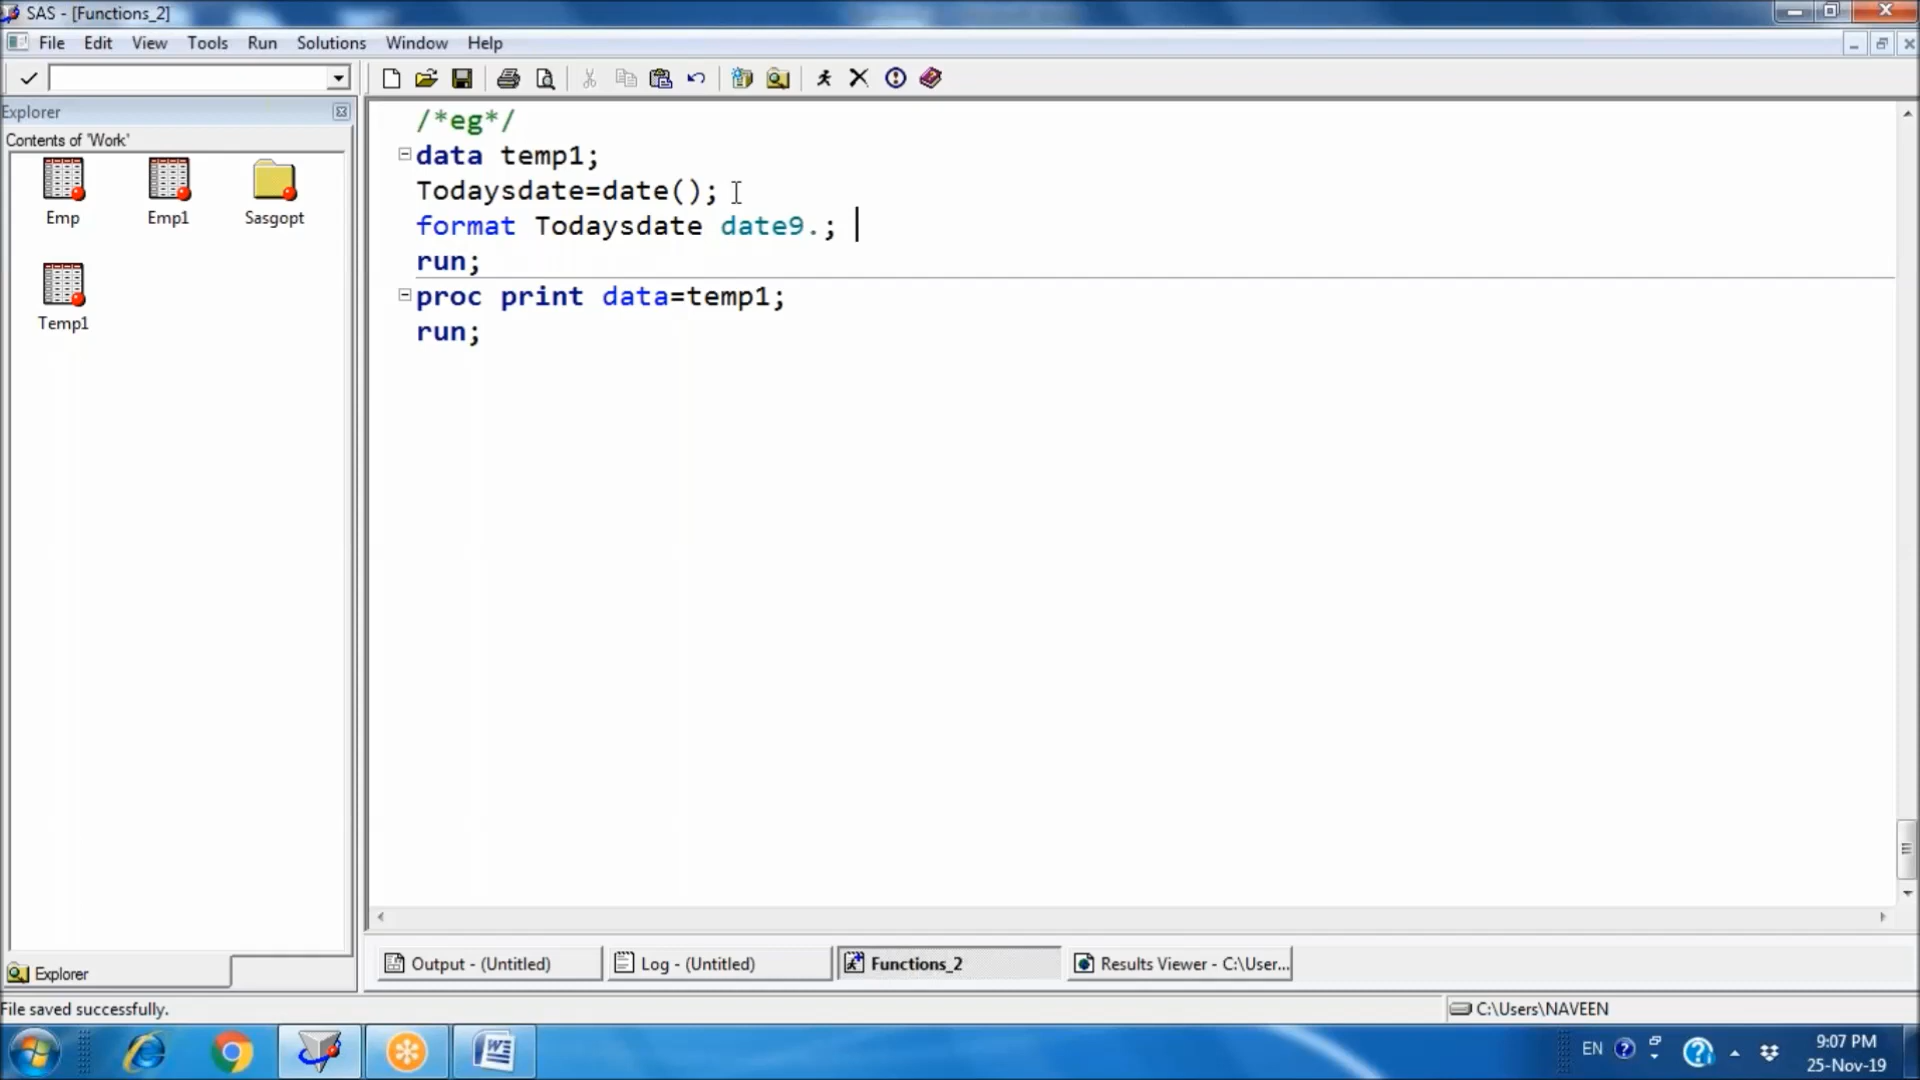 SAS - [Functions_2]
File Edit View Tools Run Solutions Window Help
Explorer
Contents of 'Work'
Emp Emp1 Sasgopt
Temp1
/*eg*/
data temp1;
Todaysdate=date();
format Todaysdate date9.;
run;
proc print data=temp1;
run;
Explorer
Output - (Untitled) Log - (Untitled) Functions_2 Results Viewer - C:\User...
File saved successfully. C:\Users\NAVEEN
EN 9:07 PM
25-Nov-19